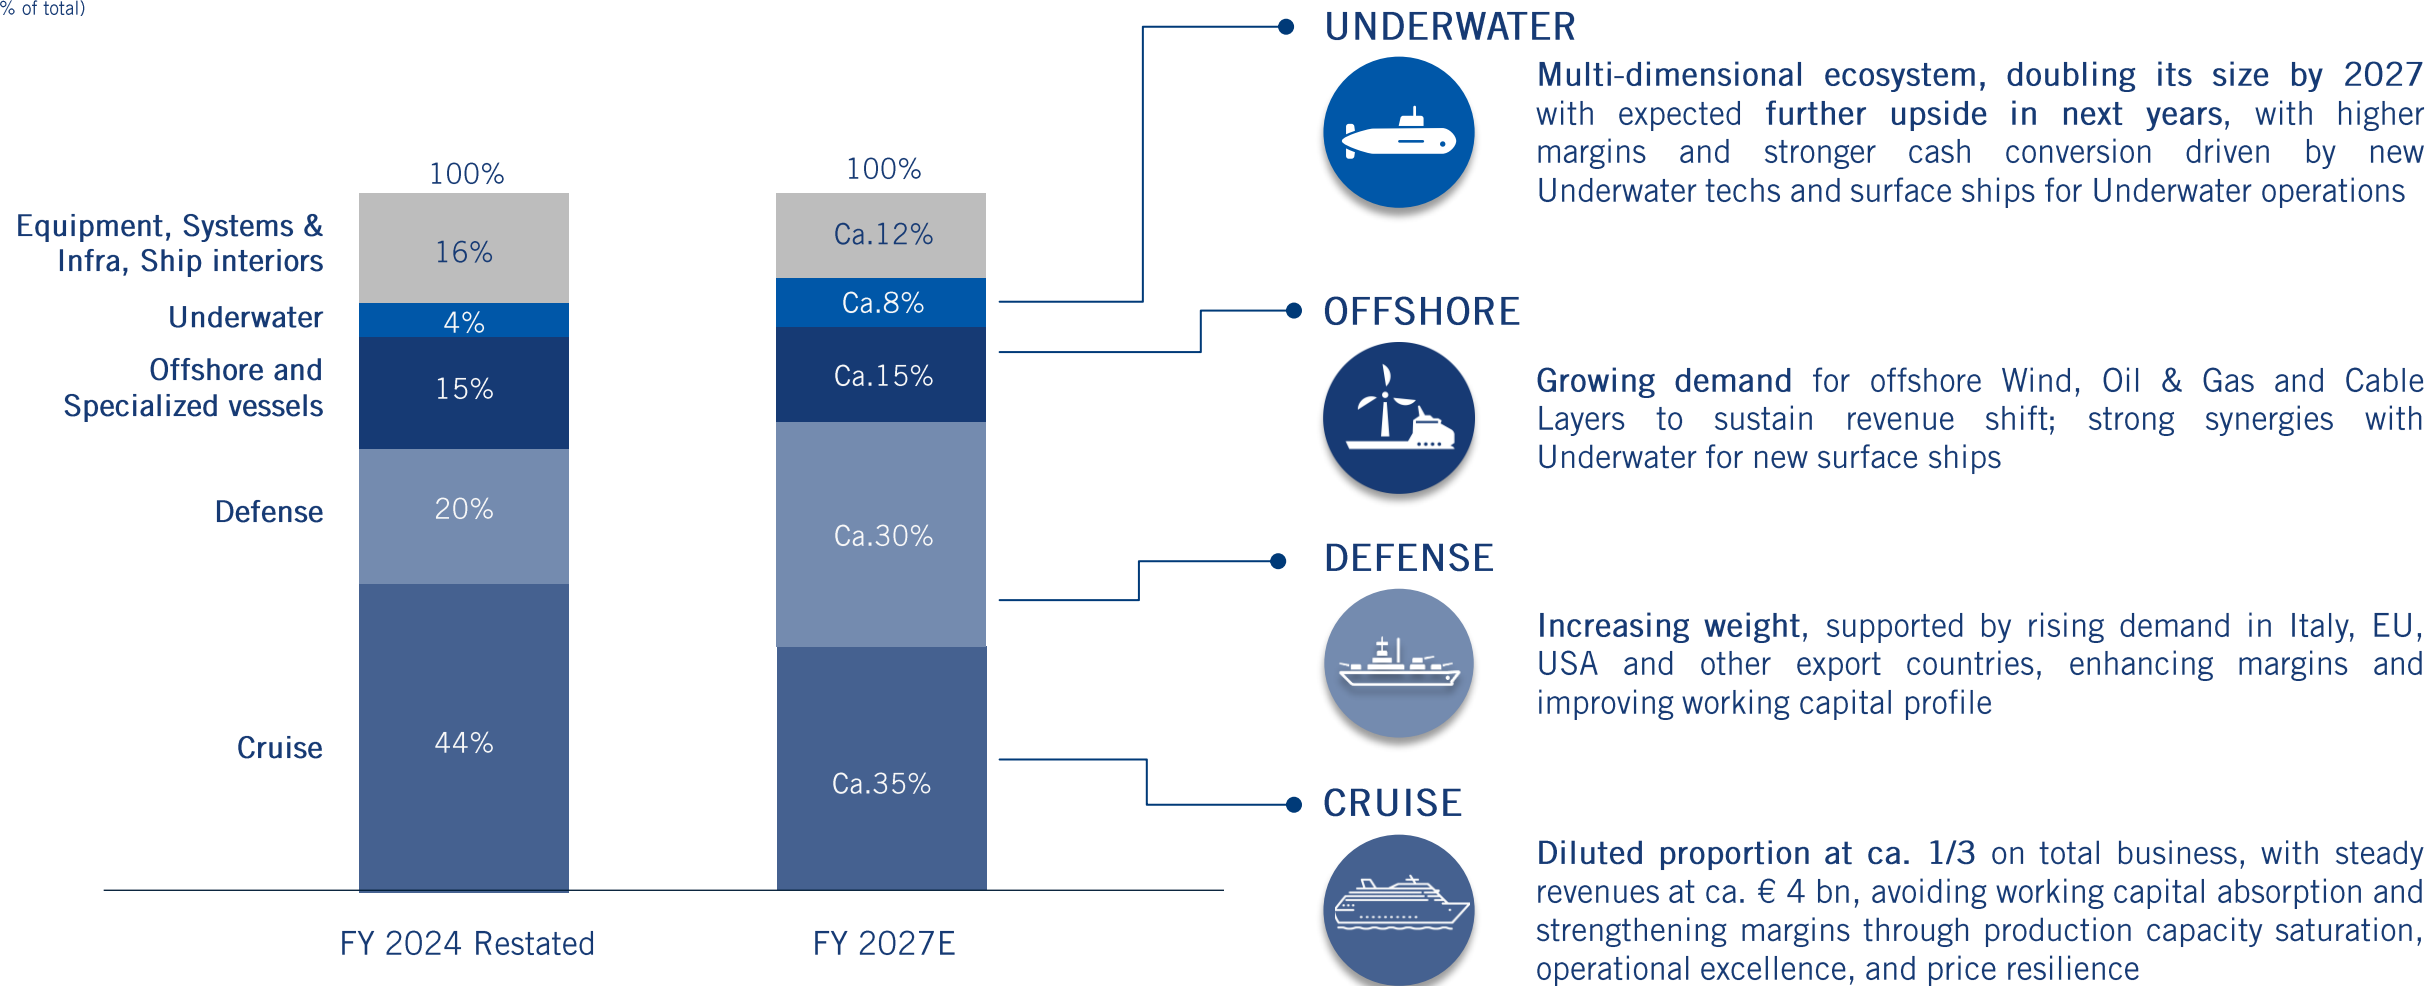 % of total)
100%
100%
Equipment, Systems &
Infra, Ship interiors
16%
Ca.12%
Underwater
4%
Ca.8%
Offshore and
Specialized vessels
15%
Ca.15%
Defense
20%
Ca.30%
Cruise
44%
Ca.35%
FY 2024 Restated
FY 2027E
UNDERWATER
Multi-dimensional ecosystem, doubling its size by 2027
with expected further upside in next years, with higher
margins and stronger cash conversion driven by new
Underwater techs and surface ships for Underwater operations
OFFSHORE
Growing demand for offshore Wind, Oil & Gas and Cable
Layers to sustain revenue shift; strong synergies with
Underwater for new surface ships
DEFENSE
Increasing weight, supported by rising demand in Italy, EU,
USA and other export countries, enhancing margins and
improving working capital profile
CRUISE
Diluted proportion at ca. 1/3 on total business, with steady
revenues at ca. € 4 bn, avoiding working capital absorption and
strengthening margins through production capacity saturation,
operational excellence, and price resilience